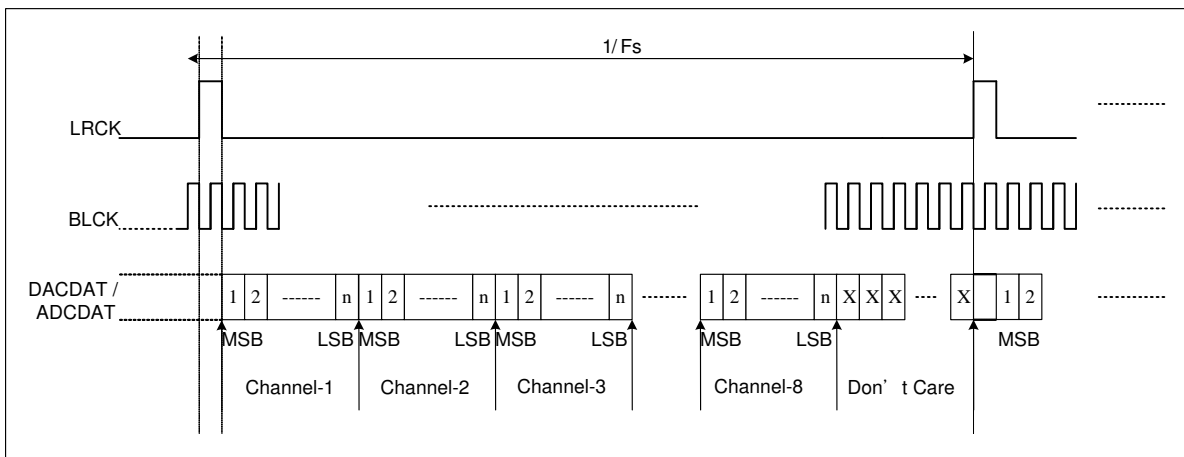 1/ Fs
LRCK
BLCK
DACDAT /
ADCDAT
1 2 ------ n 1 2 ------ n 1 2 ------ n 1 2 ------ n X X X X 1 2
MSB LSB MSB LSB MSB LSB MSB LSB MSB
Channel-1 Channel-2 Channel-3 Channel-8 Don’ t Care